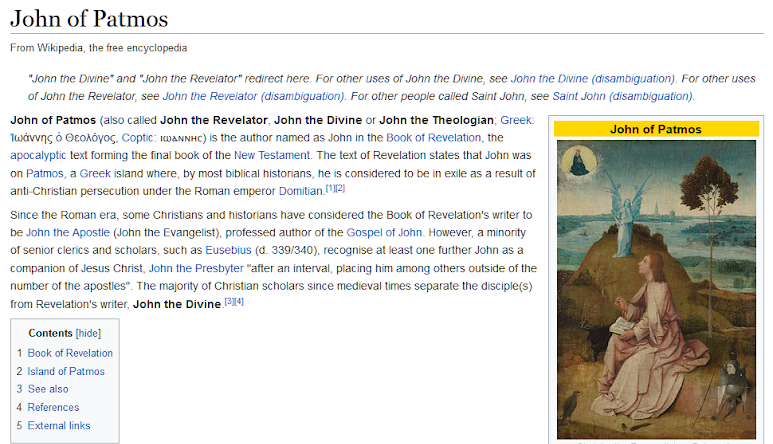 John of Patmos
From Wikipedia, the free encyclopedia
"John the Divine" and "John the Revelator" redirect here. For other uses of John the Divine, see John the Divine (disambiguation). For other uses
of John the Revelator, see John the Revelator (disambiguation). For other people called Saint John, see Saint John (disambiguation).
John of Patmos (also called John the Revelator, John the Divine or John the Theologian; Greek:
Ἰωάννης ὁ Θεολόγος, Coptic: ⲓⲱⲁⲛⲛⲏⲥ) is the author named as John in the Book of Revelation, the
apocalyptic text forming the final book of the New Testament. The text of Revelation states that John was
on Patmos, a Greek island where, by most biblical historians, he is considered to be in exile as a result of
anti-Christian persecution under the Roman emperor Domitian.[1][2]
Since the Roman era, some Christians and historians have considered the Book of Revelation's writer to
be John the Apostle (John the Evangelist), professed author of the Gospel of John. However, a minority
of senior clerics and scholars, such as Eusebius (d. 339/340), recognise at least one further John as a
companion of Jesus Christ, John the Presbyter "after an interval, placing him among others outside of the
number of the apostles". The majority of Christian scholars since medieval times separate the disciple(s)
from Revelation's writer, John the Divine.[3][4]
Contents [hide]
1 Book of Revelation
2 Island of Patmos
3 See also
4 References
5 External links
John of Patmos